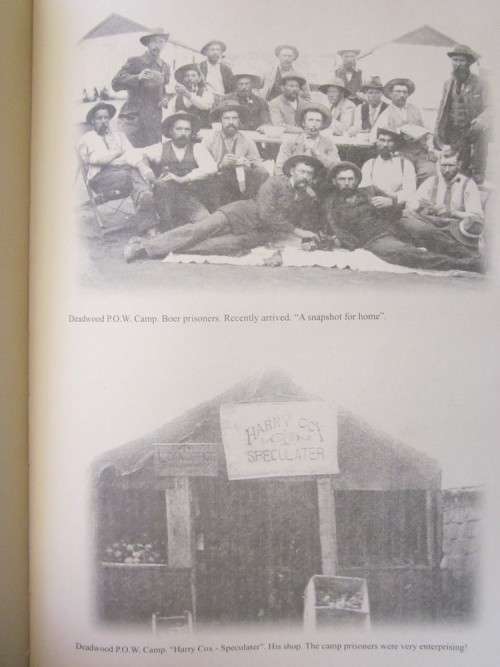 Deadwood P.O.W. Camp. Boer prisoners. Recently arrived. “A snapshot for home”.
HARRY COX
SPECULATER
Deadwood P.O.W. Camp. “Harry Cox - Speculater”. His shop. The camp prisoners were very enterprising!